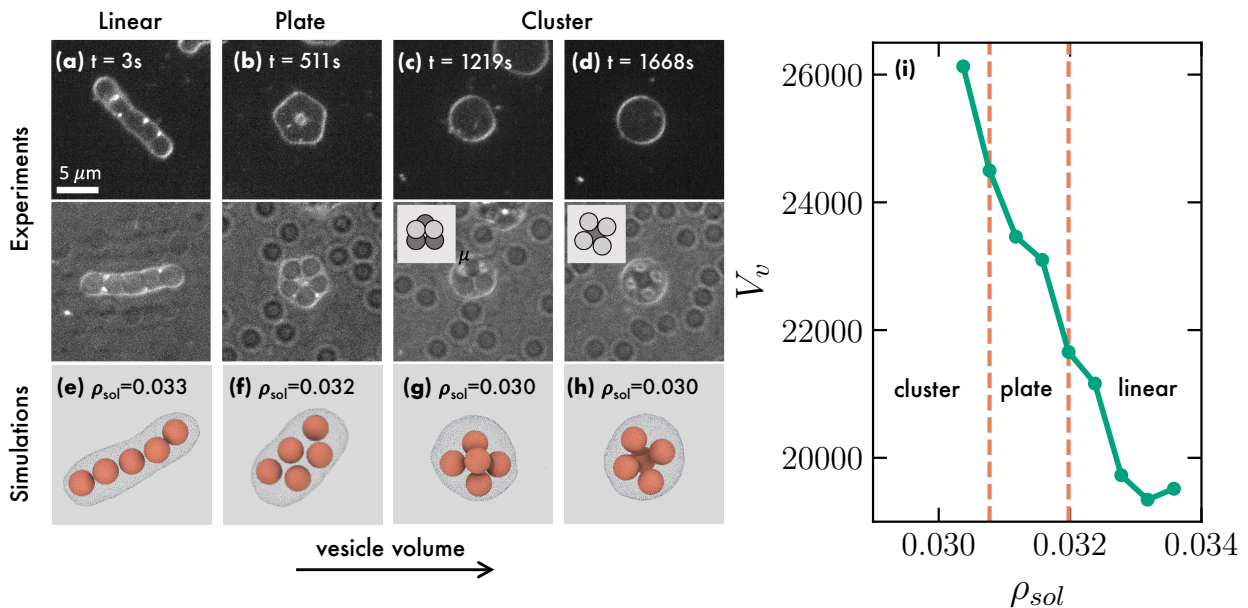 Linear Plate Cluster
Experiments
(a) t = 3s
(b) t = 511s
(c) t = 1219s
(d) t = 1668s
5 μm
μ
Simulations
(e) ρsol=0.033
(f) ρsol=0.032
(g) ρsol=0.030
(h) ρsol=0.030
vesicle volume
(i)
26000
24000
22000
20000
Vv
cluster plate linear
0.030 0.032 0.034
ρsol